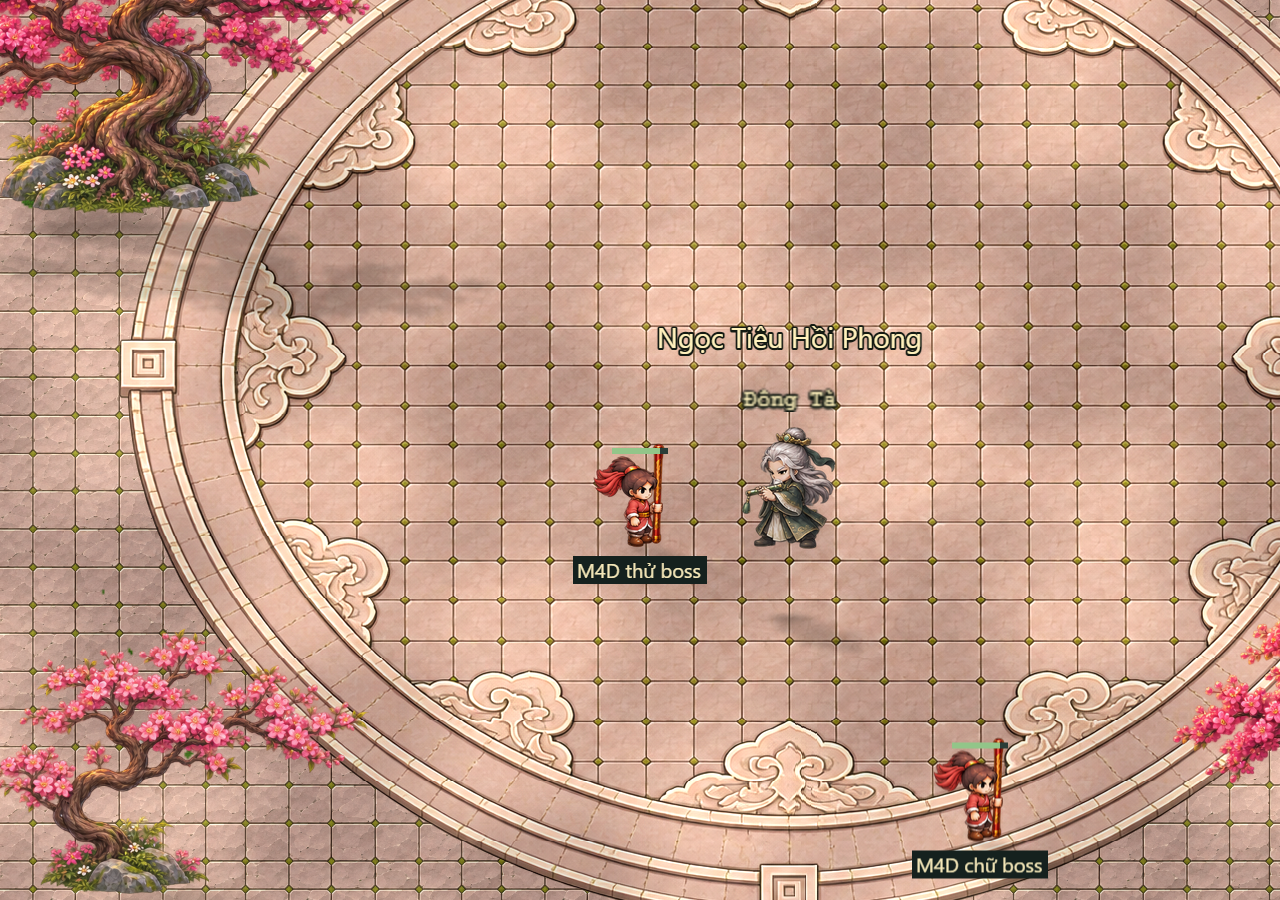 Ngọc Tiêu Hồi Phong
Đông Tà
M4D thử boss
M4D chữ boss